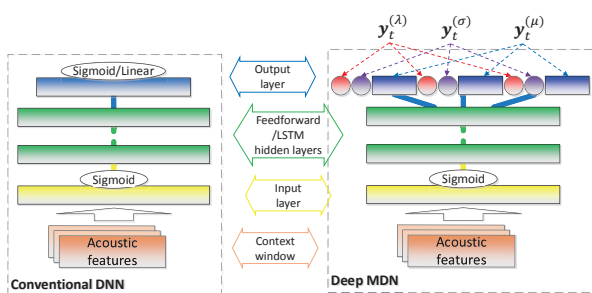 y_t^(λ) y_t^(σ) y_t^(μ)
Sigmoid/Linear
Output
layer
Feedforward
/LSTM
hidden layers
Sigmoid
Sigmoid
Input
layer
Acoustic
features
Context
window
Acoustic
features
Conventional DNN
Deep MDN